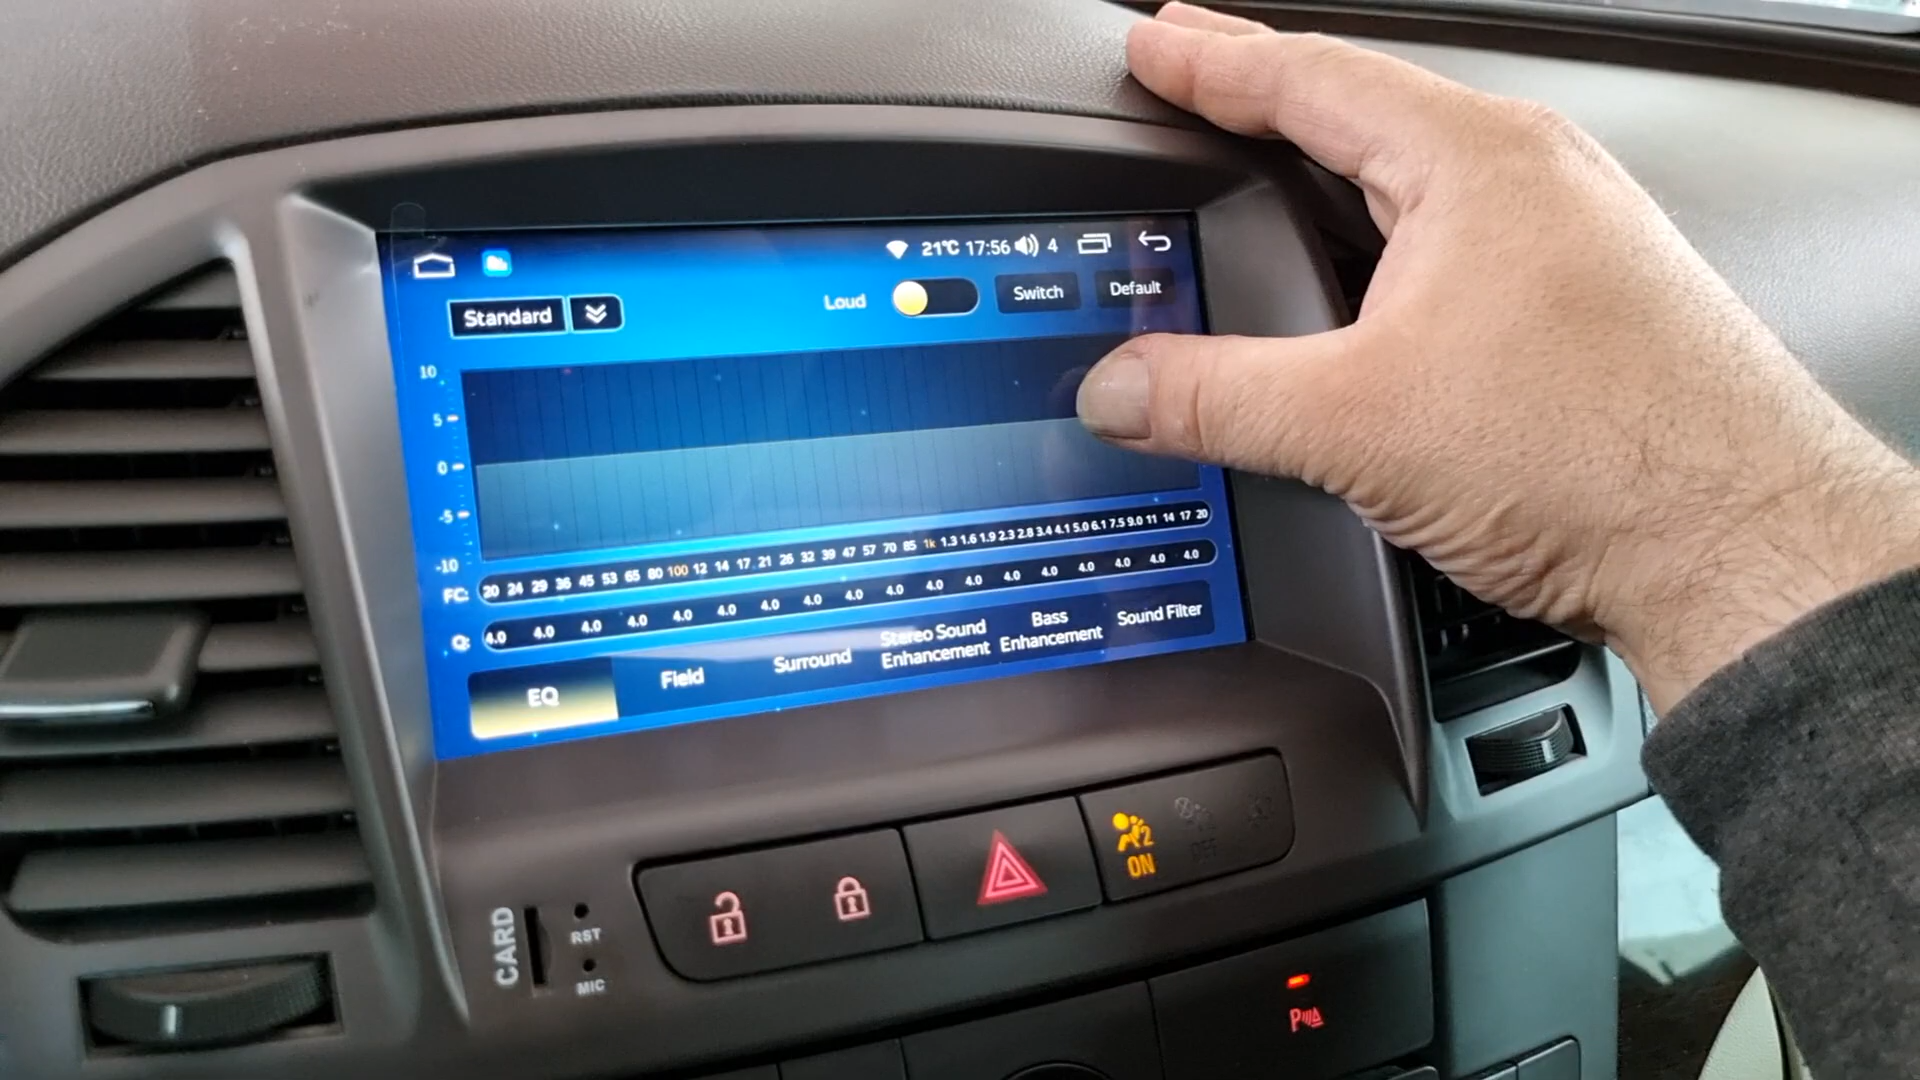 21°C 17:56 4
Standard
Loud
Switch
Default
10
5
0
-5
-10
FC: 20 24 29 36 45 53 65 80 100 12 14 17 21 26 32 39 47 57 70 85 1k 1.3 1.6 1.9 2.3 2.8 3.4 4.1 5.0 6.1 7.5 9.0 11 14 17 20
Q: 4.0 4.0 4.0 4.0 4.0 4.0 4.0 4.0 4.0 4.0 4.0 4.0 4.0 4.0 4.0 4.0 4.0 4.0
EQ
Field
Surround
Stereo Sound
Enhancement
Bass
Enhancement
Sound Filter
CARD
RST
MIC
2
ON
OFF
P